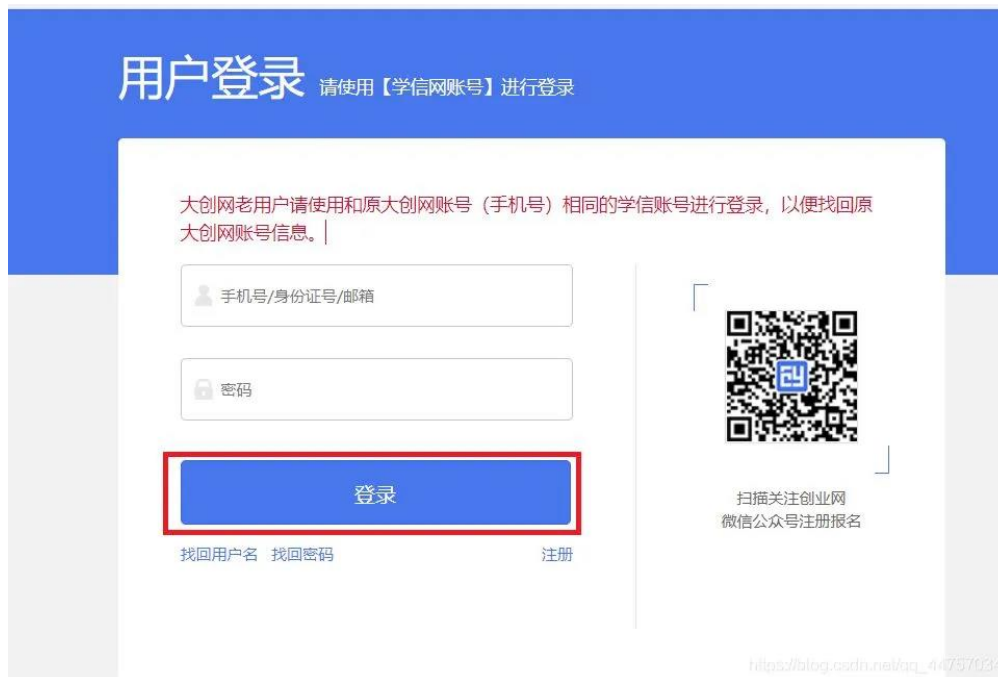 用户登录 请使用【学信网账号】进行登录
大创网老用户请使用和原大创网账号（手机号）相同的学信账号进行登录，以便找回原
大创网账号信息。
手机号/身份证号/邮箱
密码
登录
找回用户名 找回密码 注册
扫描关注创业网
微信公众号注册报名
https://blog.csdn.net/qq_44757034